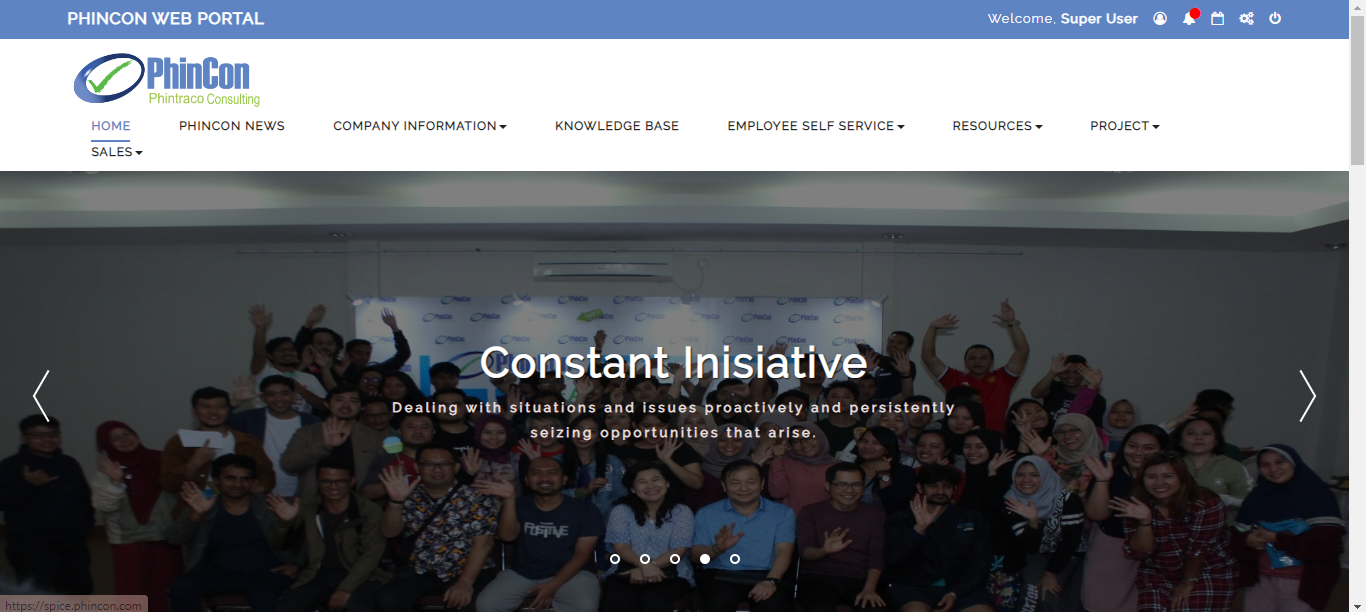 PHINCON WEB PORTAL
Welcome, Super User
PhinCon
Phintraco Consulting
HOME PHINCON NEWS COMPANY INFORMATION KNOWLEDGE BASE EMPLOYEE SELF SERVICE RESOURCES PROJECT
SALES
Constant Inisiative
Dealing with situations and issues proactively and persistently
seizing opportunities that arise.
POSITIVE
https://spice.phincon.com